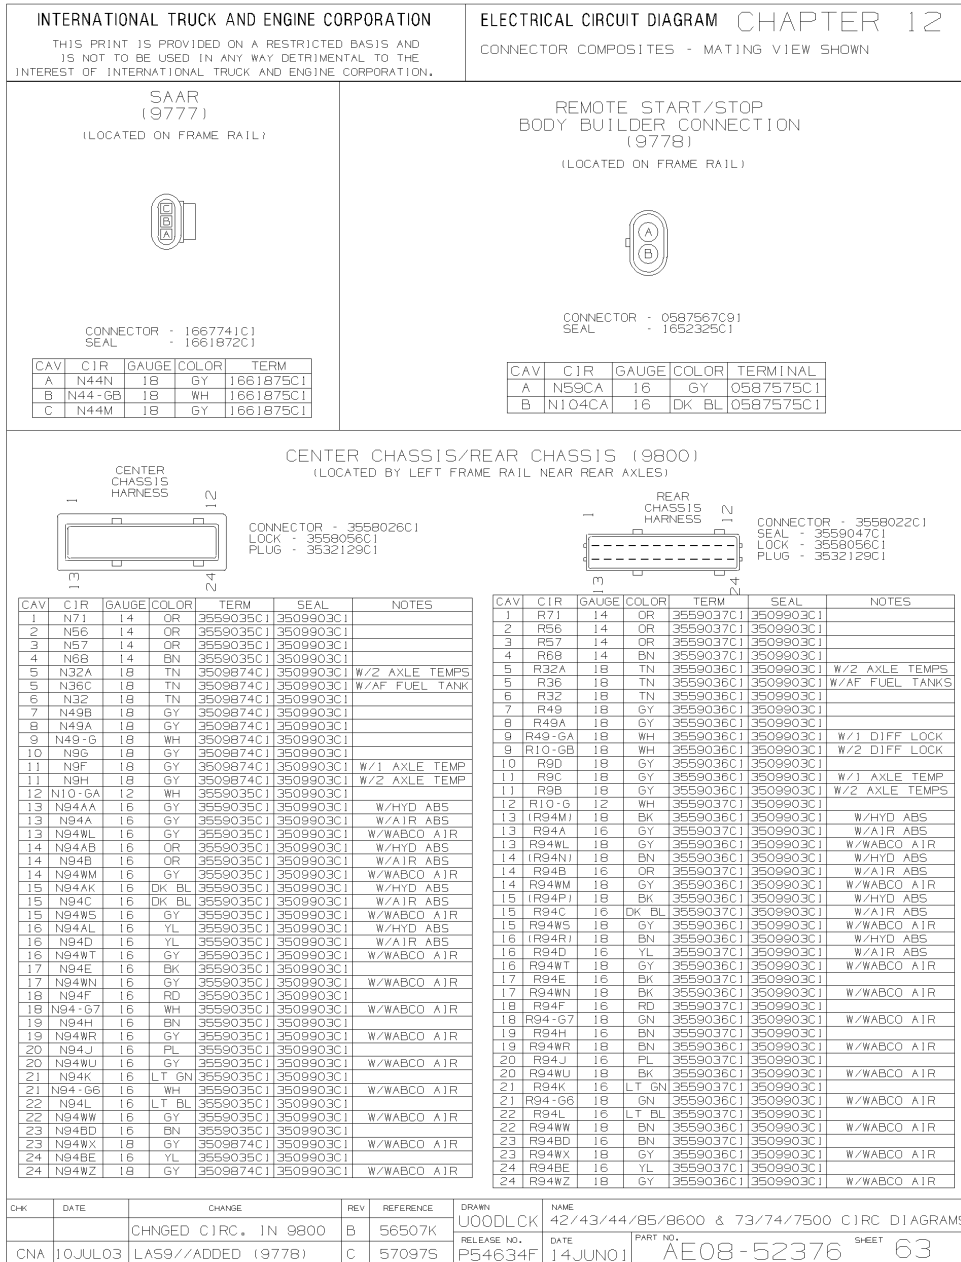 INTERNATIONAL TRUCK AND ENGINE CORPORATION
THIS PRINT IS PROVIDED ON A RESTRICTED BASIS AND
IS NOT TO BE USED IN ANY WAY DETRIMENTAL TO THE
INTEREST OF INTERNATIONAL TRUCK AND ENGINE CORPORATION.
ELECTRICAL CIRCUIT DIAGRAM CHAPTER 12
CONNECTOR COMPOSITES - MATING VIEW SHOWN
SAAR
(9777)
(LOCATED ON FRAME RAIL)
C
B
A
CONNECTOR - 1667741C1
SEAL - 1661872C1
CAV CIR GAUGE COLOR TERM
A N44N 18 GY 1661875C1
B N44-GB 18 WH 1661875C1
C N44M 18 GY 1661875C1
REMOTE START/STOP
BODY BUILDER CONNECTION
(9778)
(LOCATED ON FRAME RAIL)
A
B
CONNECTOR - 0587567C91
SEAL - 1652325C1
CAV CIR GAUGE COLOR TERMINAL
A N59CA 16 GY 0587575C1
B N104CA 16 DK BL 0587575C1
CENTER CHASSIS/REAR CHASSIS (9800)
(LOCATED BY LEFT FRAME RAIL NEAR REAR AXLES)
CENTER
CHASSIS
HARNESS
1 12
13 24
CONNECTOR - 3558026C1
LOCK - 3558056C1
PLUG - 3532129C1
CAV CIR GAUGE COLOR TERM SEAL NOTES
1 N71 14 OR 3559035C1 3509903C1
2 N56 14 OR 3559035C1 3509903C1
3 N57 14 OR 3559035C1 3509903C1
4 N68 14 BN 3559035C1 3509903C1
5 N32A 18 TN 3509874C1 3509903C1 W/2 AXLE TEMPS
5 N36C 18 TN 3509874C1 3509903C1 W/AF FUEL TANK
6 N32 18 TN 3509874C1 3509903C1
7 N49B 18 GY 3509874C1 3509903C1
8 N49A 18 GY 3509874C1 3509903C1
9 N49-G 18 WH 3509874C1 3509903C1
10 N9G 18 GY 3509874C1 3509903C1
11 N9F 18 GY 3509874C1 3509903C1 W/1 AXLE TEMP
11 N9H 18 GY 3509874C1 3509903C1 W/2 AXLE TEMP
12 N10-GA 12 WH 3559035C1 3509903C1
13 N94AA 16 GY 3559035C1 3509903C1 W/HYD ABS
13 N94A 16 GY 3559035C1 3509903C1 W/AIR ABS
13 N94WL 16 GY 3559035C1 3509903C1 W/WABCO AIR
14 N94AB 16 OR 3559035C1 3509903C1 W/HYD ABS
14 N94B 16 OR 3559035C1 3509903C1 W/AIR ABS
14 N94WM 16 GY 3559035C1 3509903C1 W/WABCO AIR
15 N94AK 16 DK BL 3559035C1 3509903C1 W/HYD ABS
15 N94C 16 DK BL 3559035C1 3509903C1 W/AIR ABS
15 N94WS 16 GY 3559035C1 3509903C1 W/WABCO AIR
16 N94AL 16 YL 3559035C1 3509903C1 W/HYD ABS
16 N94D 16 YL 3559035C1 3509903C1 W/AIR ABS
16 N94WT 16 GY 3559035C1 3509903C1 W/WABCO AIR
17 N94E 16 BK 3559035C1 3509903C1
17 N94WN 16 GY 3559035C1 3509903C1 W/WABCO AIR
18 N94F 16 RD 3559035C1 3509903C1
18 N94-G7 16 WH 3559035C1 3509903C1 W/WABCO AIR
19 N94H 16 BN 3559035C1 3509903C1
19 N94WR 16 GY 3559035C1 3509903C1 W/WABCO AIR
20 N94J 16 PL 3559035C1 3509903C1
20 N94WU 16 GY 3559035C1 3509903C1 W/WABCO AIR
21 N94K 16 LT GN 3559035C1 3509903C1
21 N94-G6 16 WH 3559035C1 3509903C1 W/WABCO AIR
22 N94L 16 LT BL 3559035C1 3509903C1
22 N94WW 16 GY 3559035C1 3509903C1 W/WABCO AIR
23 N94BD 16 BN 3559035C1 3509903C1
23 N94WX 18 GY 3509874C1 3509903C1 W/WABCO AIR
24 N94BE 16 YL 3559035C1 3509903C1
24 N94WZ 18 GY 3509874C1 3509903C1 W/WABCO AIR
REAR
CHASSIS
HARNESS
1 12
13 24
CONNECTOR - 3558022C1
SEAL - 3559047C1
LOCK - 3558056C1
PLUG - 3532129C1
CAV CIR GAUGE COLOR TERM SEAL NOTES
1 R71 14 OR 3559037C1 3509903C1
2 R56 14 OR 3559037C1 3509903C1
3 R57 14 OR 3559037C1 3509903C1
4 R68 14 BN 3559037C1 3509903C1
5 R32A 18 TN 3559036C1 3509903C1 W/2 AXLE TEMPS
5 R36 18 TN 3559036C1 3509903C1 W/AF FUEL TANKS
6 R32 18 TN 3559036C1 3509903C1
7 R49 18 GY 3559036C1 3509903C1
8 R49A 18 GY 3559036C1 3509903C1
9 R49-GA 18 WH 3559036C1 3509903C1 W/1 DIFF LOCK
9 R10-GB 18 WH 3559036C1 3509903C1 W/2 DIFF LOCK
10 R9D 18 GY 3559036C1 3509903C1
11 R9C 18 GY 3559036C1 3509903C1 W/1 AXLE TEMP
11 R9B 18 GY 3559036C1 3509903C1 W/2 AXLE TEMPS
12 R10-G 12 WH 3559037C1 3509903C1
13 (R94M) 18 BK 3559036C1 3509903C1 W/HYD ABS
13 R94A 16 GY 3559037C1 3509903C1 W/AIR ABS
13 R94WL 18 GY 3559036C1 3509903C1 W/WABCO AIR
14 (R94N) 18 BN 3559036C1 3509903C1 W/HYD ABS
14 R94B 16 OR 3559037C1 3509903C1 W/AIR ABS
14 R94WM 18 GY 3559036C1 3509903C1 W/WABCO AIR
15 (R94P) 18 BK 3559036C1 3509903C1 W/HYD ABS
15 R94C 16 DK BL 3559037C1 3509903C1 W/AIR ABS
15 R94WS 18 GY 3559036C1 3509903C1 W/WABCO AIR
16 (R94R) 18 BN 3559036C1 3509903C1 W/HYD ABS
16 R94D 16 YL 3559037C1 3509903C1 W/AIR ABS
16 R94WT 18 GY 3559036C1 3509903C1 W/WABCO AIR
17 R94E 16 BK 3559037C1 3509903C1
17 R94WN 18 BK 3559036C1 3509903C1 W/WABCO AIR
18 R94F 16 RD 3559037C1 3509903C1
18 R94-G7 18 GN 3559036C1 3509903C1 W/WABCO AIR
19 R94H 16 BN 3559037C1 3509903C1
19 R94WR 18 BN 3559036C1 3509903C1 W/WABCO AIR
20 R94J 16 PL 3559037C1 3509903C1
20 R94WU 18 BK 3559036C1 3509903C1 W/WABCO AIR
21 R94K 16 LT GN 3559037C1 3509903C1
21 R94-G6 18 GN 3559036C1 3509903C1 W/WABCO AIR
22 R94L 16 LT BL 3559037C1 3509903C1
22 R94WW 18 BN 3559036C1 3509903C1 W/WABCO AIR
23 R94BD 16 BN 3559037C1 3509903C1
23 R94WX 18 GY 3559036C1 3509903C1 W/WABCO AIR
24 R94BE 16 YL 3559037C1 3509903C1
24 R94WZ 18 GY 3559036C1 3509903C1 W/WABCO AIR
CHK DATE CHANGE REV REFERENCE
CHNGED CIRC. IN 9800 B 56507K
CNA 10JUL03 LAS9//ADDED (9778) C 57097S
DRAWN UOODLCK
NAME 42/43/44/85/8600 & 73/74/7500 CIRC DIAGRAMS
RELEASE NO. P54634F
DATE 14JUN01
PART NO. AE08-52376
SHEET 63